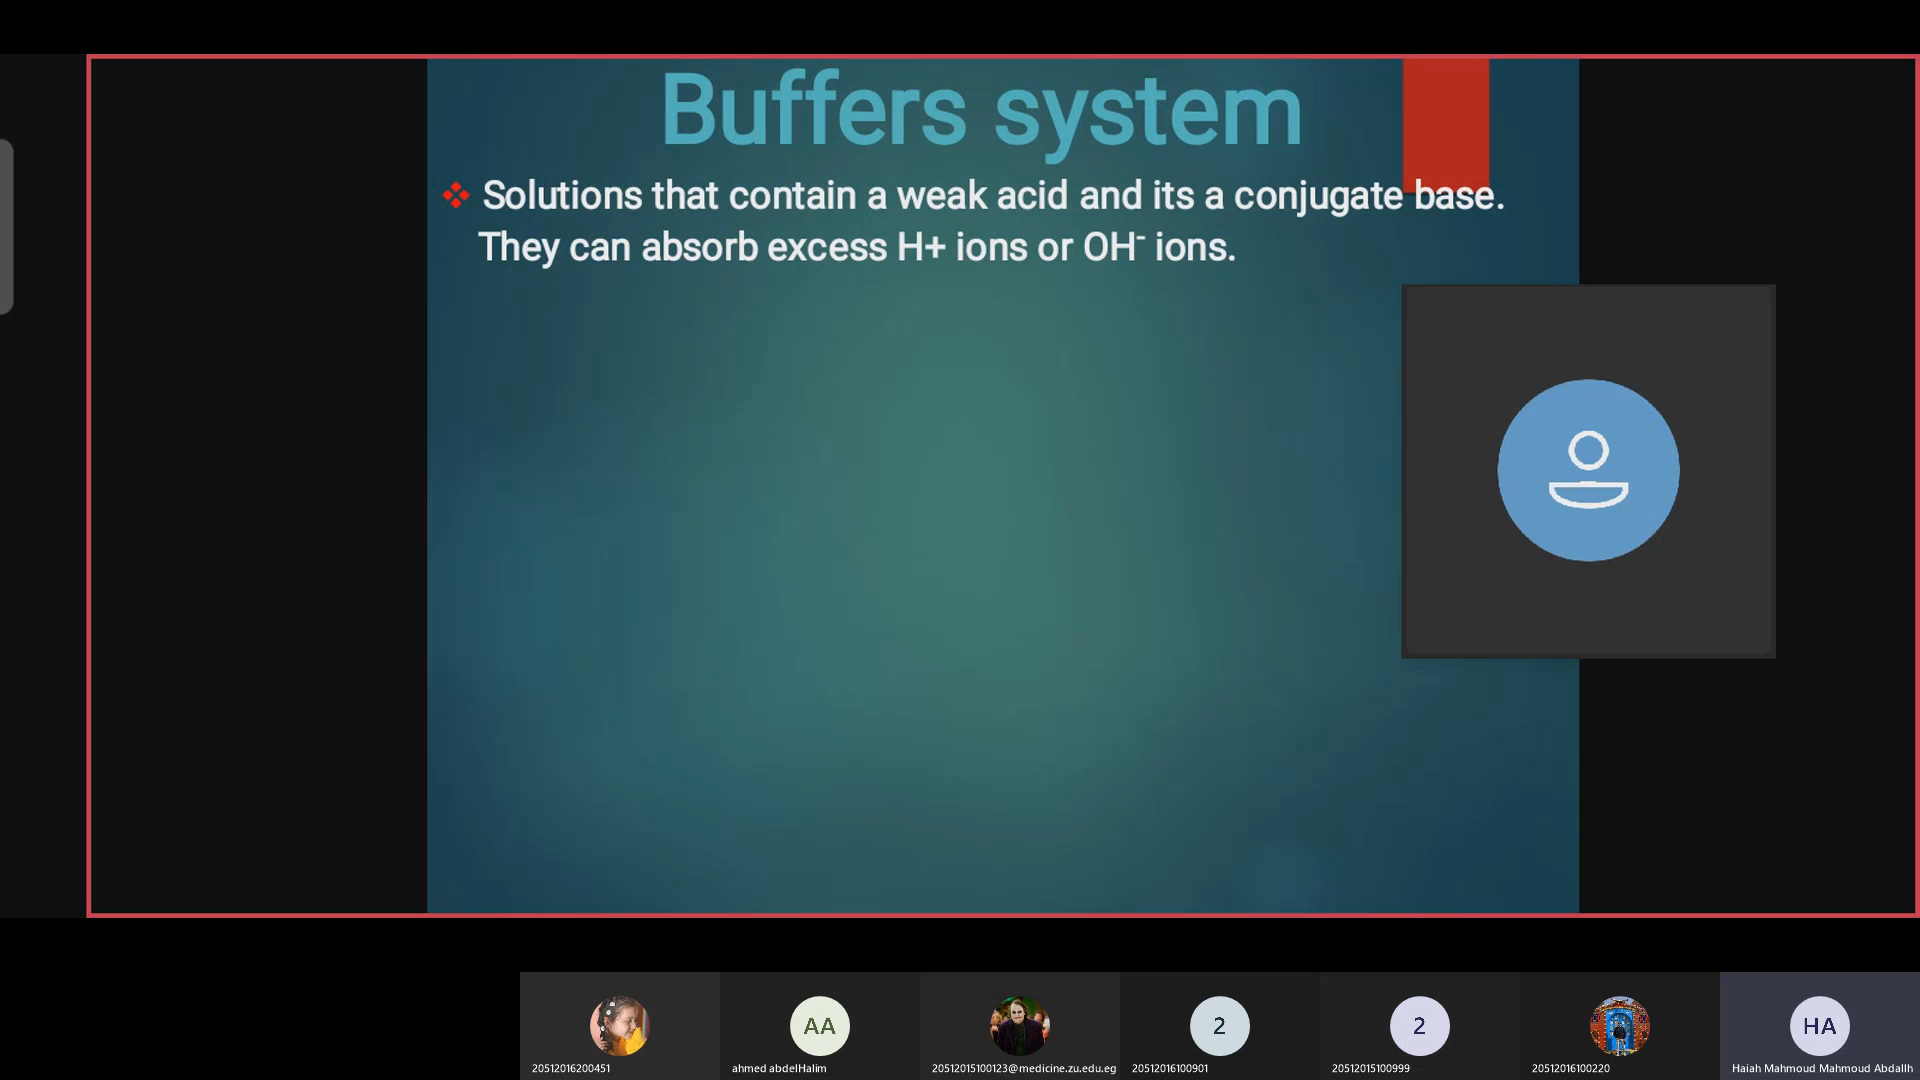 Buffers system
Solutions that contain a weak acid and its a conjugate base.
They can absorb excess H+ ions or OH⁻ ions.
AA
2
2
HA
20512016200451
ahmed abdelHalim
20512015100123@medicine.zu.edu.eg
20512016100901
20512015100999
20512016100220
Haiah Mahmoud Mahmoud Abdallh